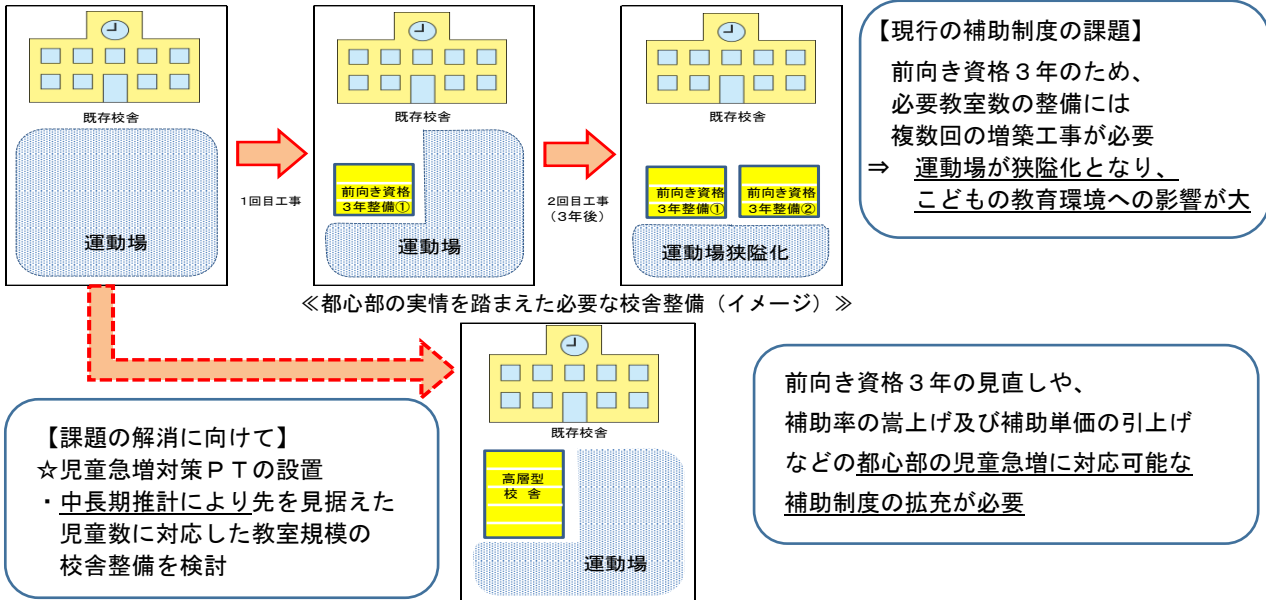 既存校舎
運動場
1回目工事
既存校舎
前向き資格
3年整備①
運動場
2回目工事
(3年後)
既存校舎
前向き資格
3年整備①
前向き資格
3年整備②
運動場狭隘化
【現行の補助制度の課題】
前向き資格3年のため、
必要教室数の整備には
複数回の増築工事が必要
⇒ 運動場が狭隘化となり、
こどもの教育環境への影響が大
≪都心部の実情を踏まえた必要な校舎整備(イメージ)≫
既存校舎
高層型
校 舎
運動場
【課題の解消に向けて】
☆児童急増対策PTの設置
・中長期推計により先を見据えた
児童数に対応した教室規模の
校舎整備を検討
前向き資格3年の見直しや、
補助率の嵩上げ及び補助単価の引上げ
などの都心部の児童急増に対応可能な
補助制度の拡充が必要